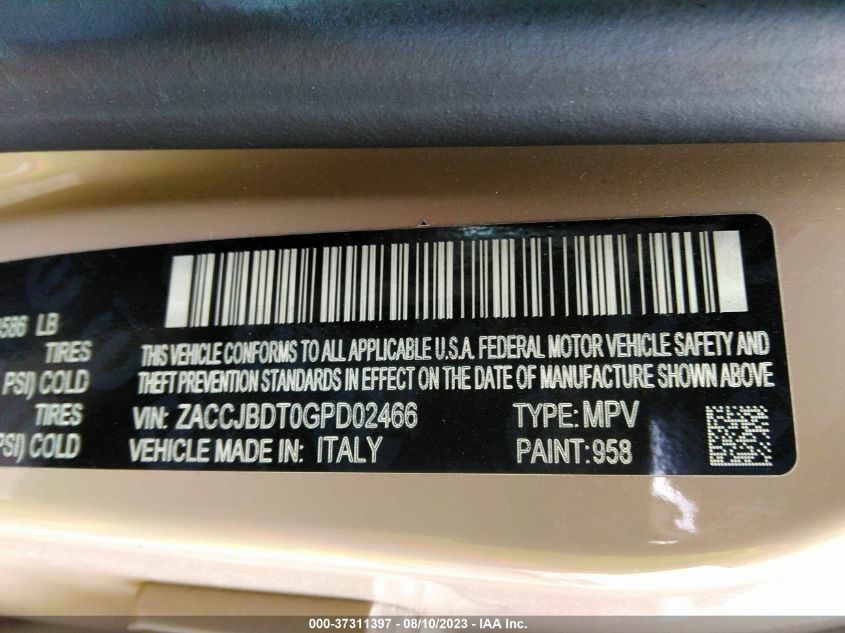 586 LB
TIRES
PSI) COLD
TIRES
PSI) COLD
THIS VEHICLE CONFORMS TO ALL APPLICABLE U.S.A. FEDERAL MOTOR VEHICLE SAFETY AND
THEFT PREVENTION STANDARDS IN EFFECT ON THE DATE OF MANUFACTURE SHOWN ABOVE
VIN: ZACCJBDT0GPD02466 TYPE: MPV
VEHICLE MADE IN: ITALY PAINT: 958
000-37311397 - 08/10/2023 - IAA Inc.